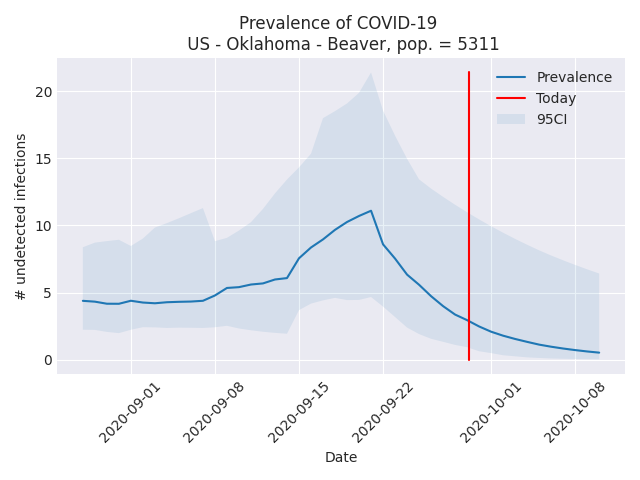 Prevalence of COVID-19
US - Oklahoma - Beaver, pop. = 5311
# undetected infections
20
15
10
5
0
Prevalence
Today
95CI
2020-09-01
2020-09-08
2020-09-15
2020-09-22
2020-10-01
2020-10-08
Date